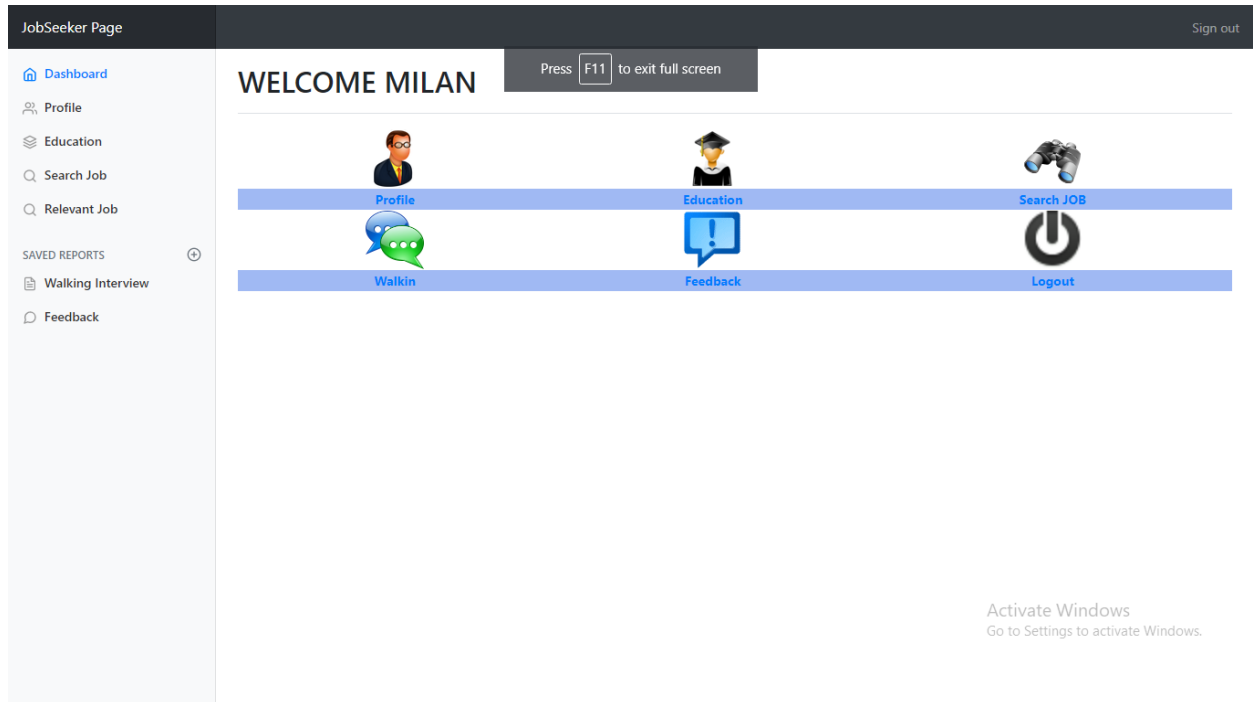 JobSeeker Page
Sign out
Press F11 to exit full screen
Dashboard
Profile
Education
Search Job
Relevant Job
SAVED REPORTS
Walking Interview
Feedback
WELCOME MILAN
Profile Education Search JOB
Walkin Feedback Logout
Activate Windows
Go to Settings to activate Windows.